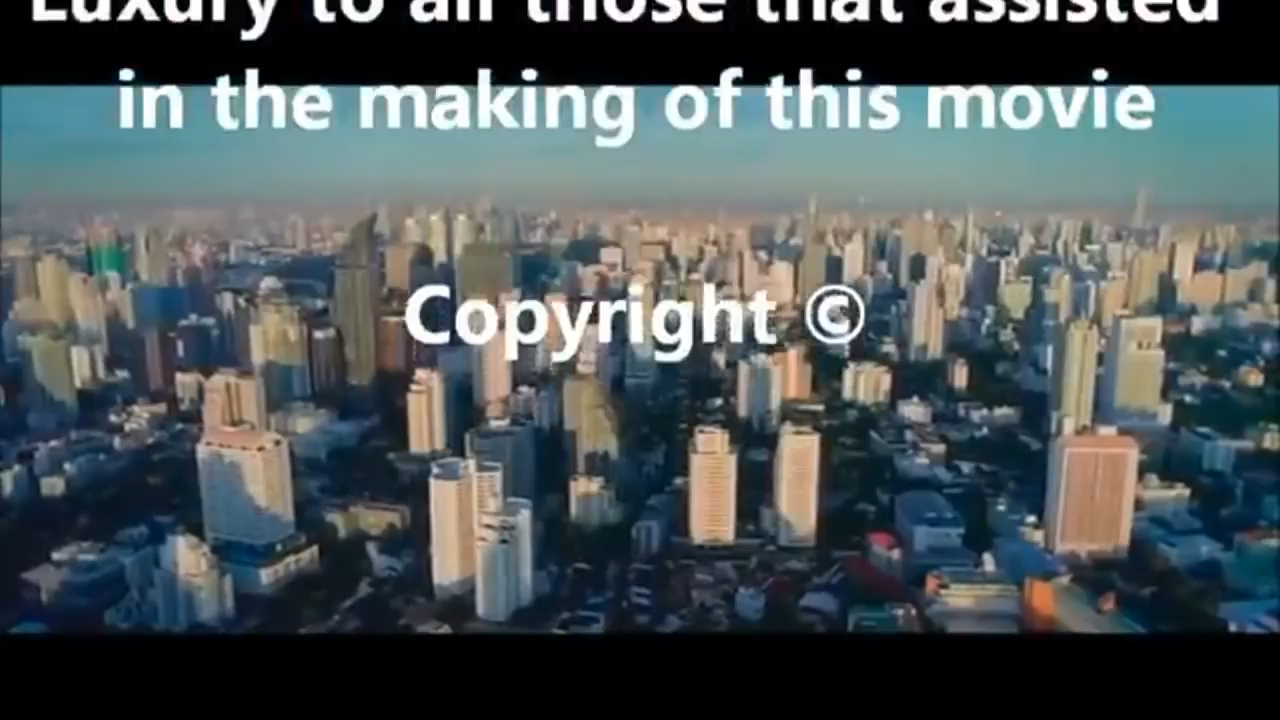 Luxury to all those that assisted
in the making of this movie
Copyright ©